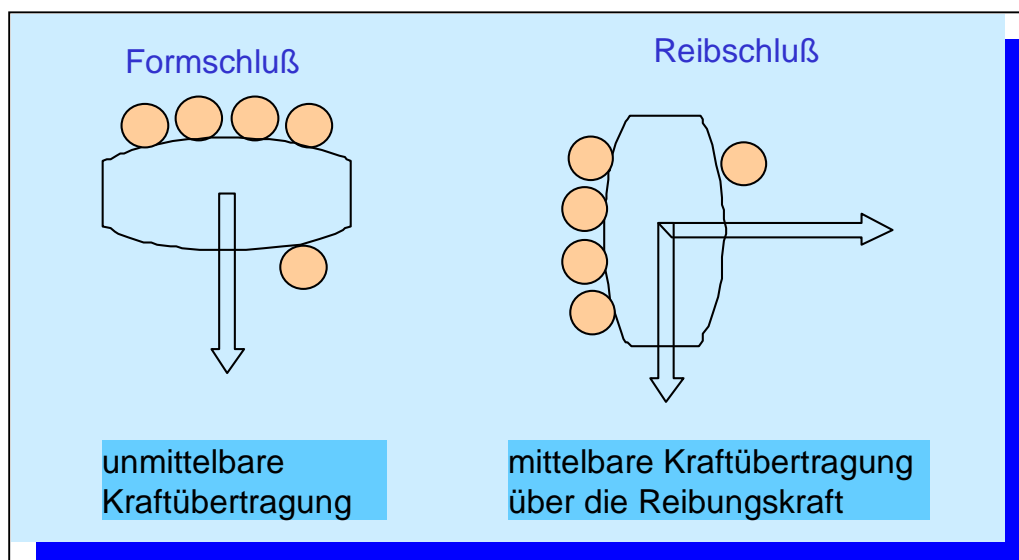 Formschluß
Reibschluß
unmittelbare
Kraftübertragung
mittelbare Kraftübertragung
über die Reibungskraft